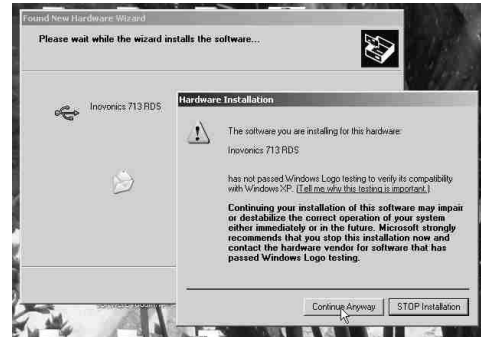 Found New Hardware Wizard
Please wait while the wizard installs the software...
Inovonics 713 RDS
Hardware Installation
The software you are installing for this hardware:
Inovonics 713 RDS
has not passed Windows Logo testing to verify its compatibility
with Windows XP. (Tell me why this testing is important.)
Continuing your installation of this software may impair
or destabilize the correct operation of your system
either immediately or in the future. Microsoft strongly
recommends that you stop this installation now and
contact the hardware vendor for software that has
passed Windows Logo testing.
Continue Anyway
STOP Installation